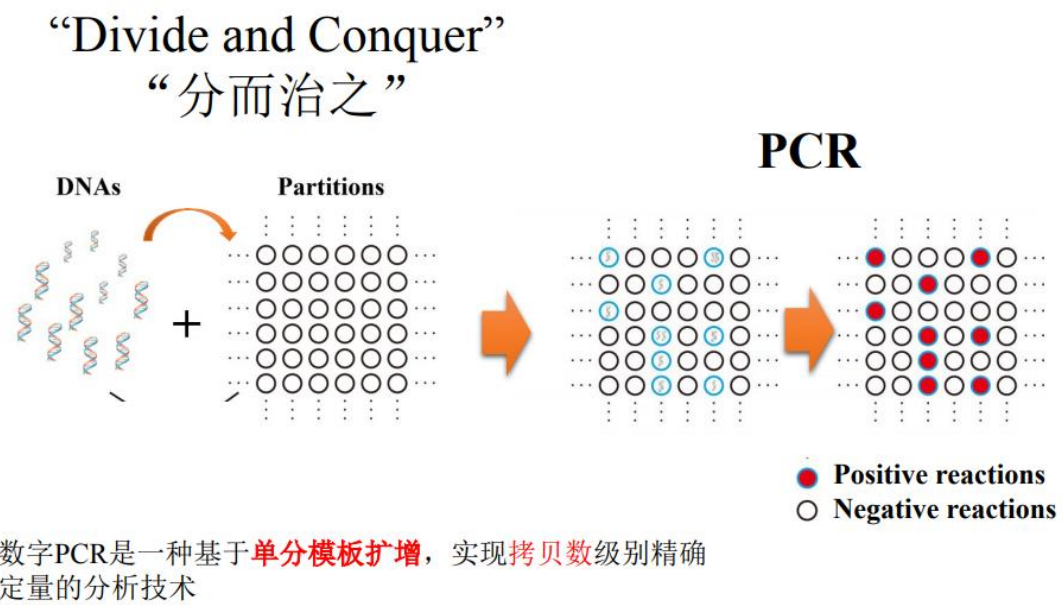 “Divide and Conquer”
“分而治之”
PCR
DNAs
Partitions
+
Positive reactions
Negative reactions
数字PCR是一种基于单分模板扩增，实现拷贝数级别精确
定量的分析技术